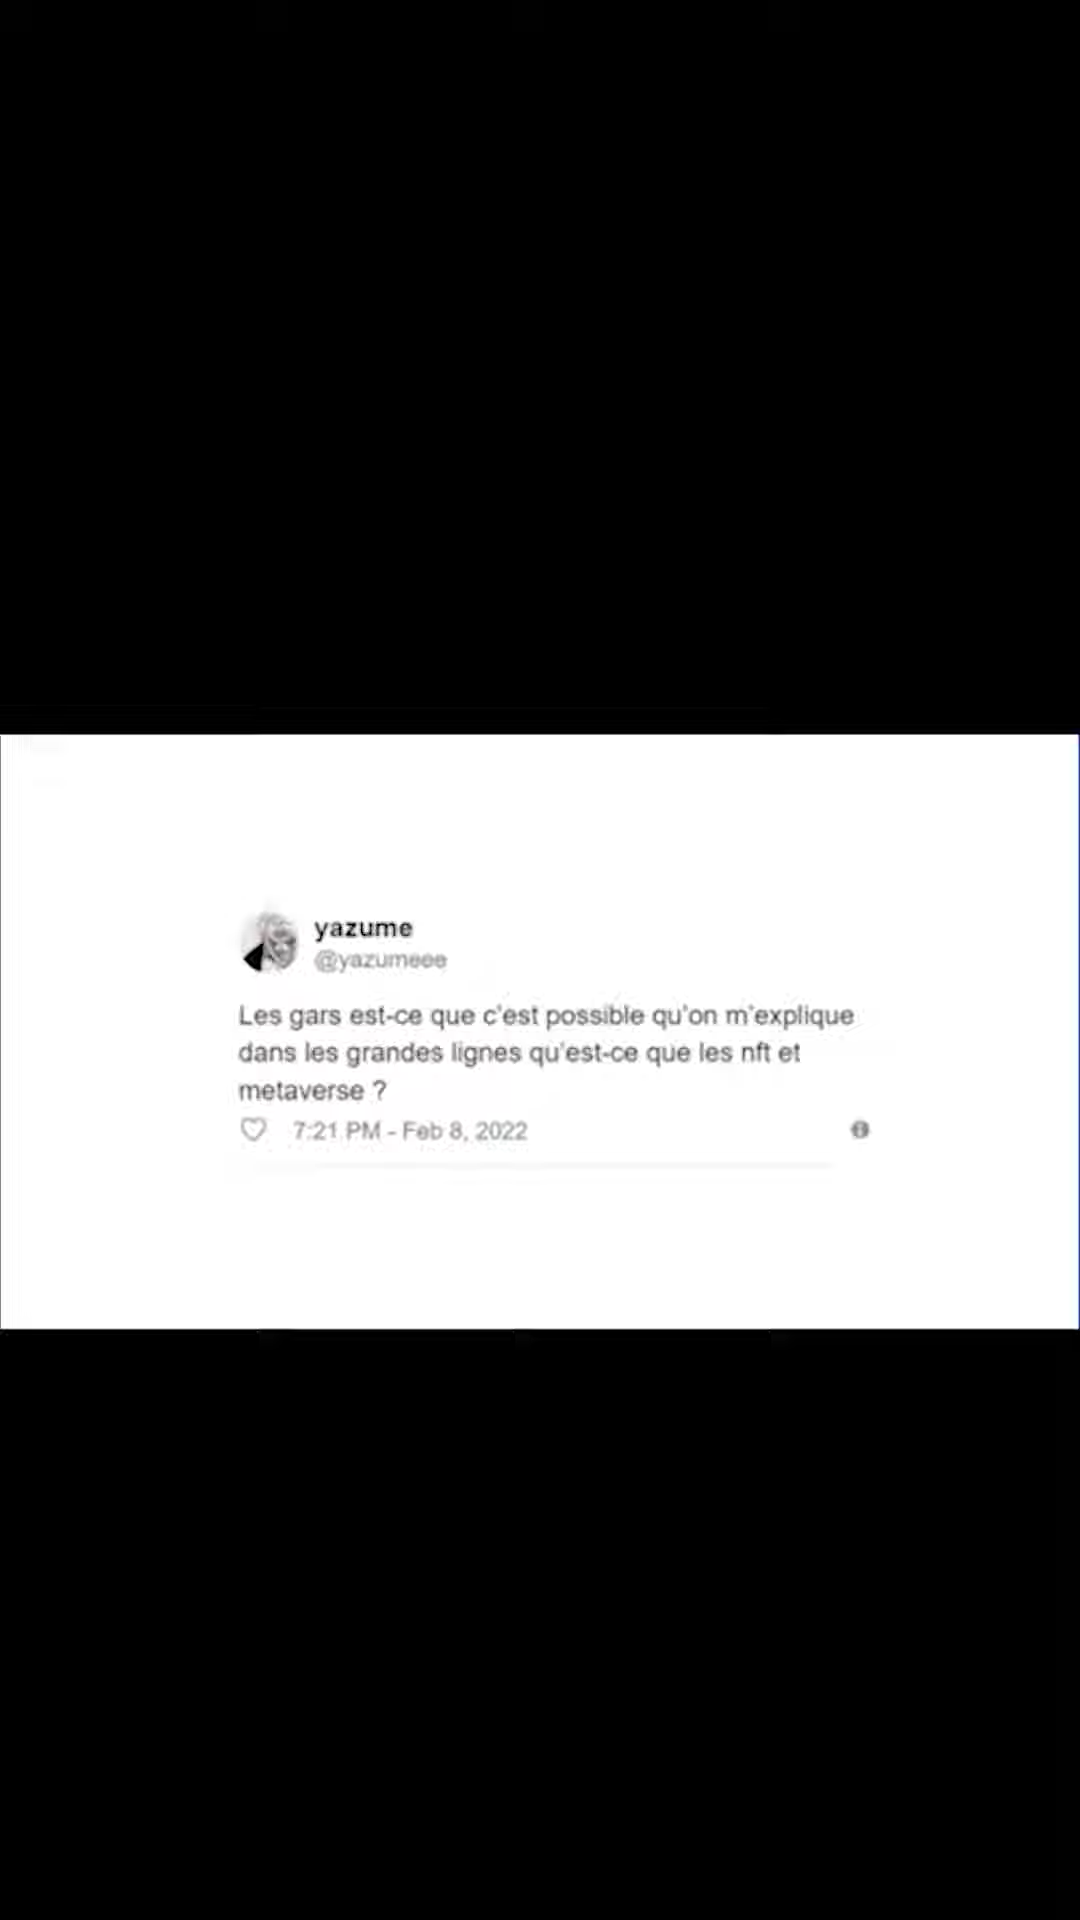 yazume
@yazumeee
Les gars est-ce que c'est possible qu'on m'explique
dans les grandes lignes qu'est-ce que les nft et
metaverse ?
7:21 PM - Feb 8, 2022